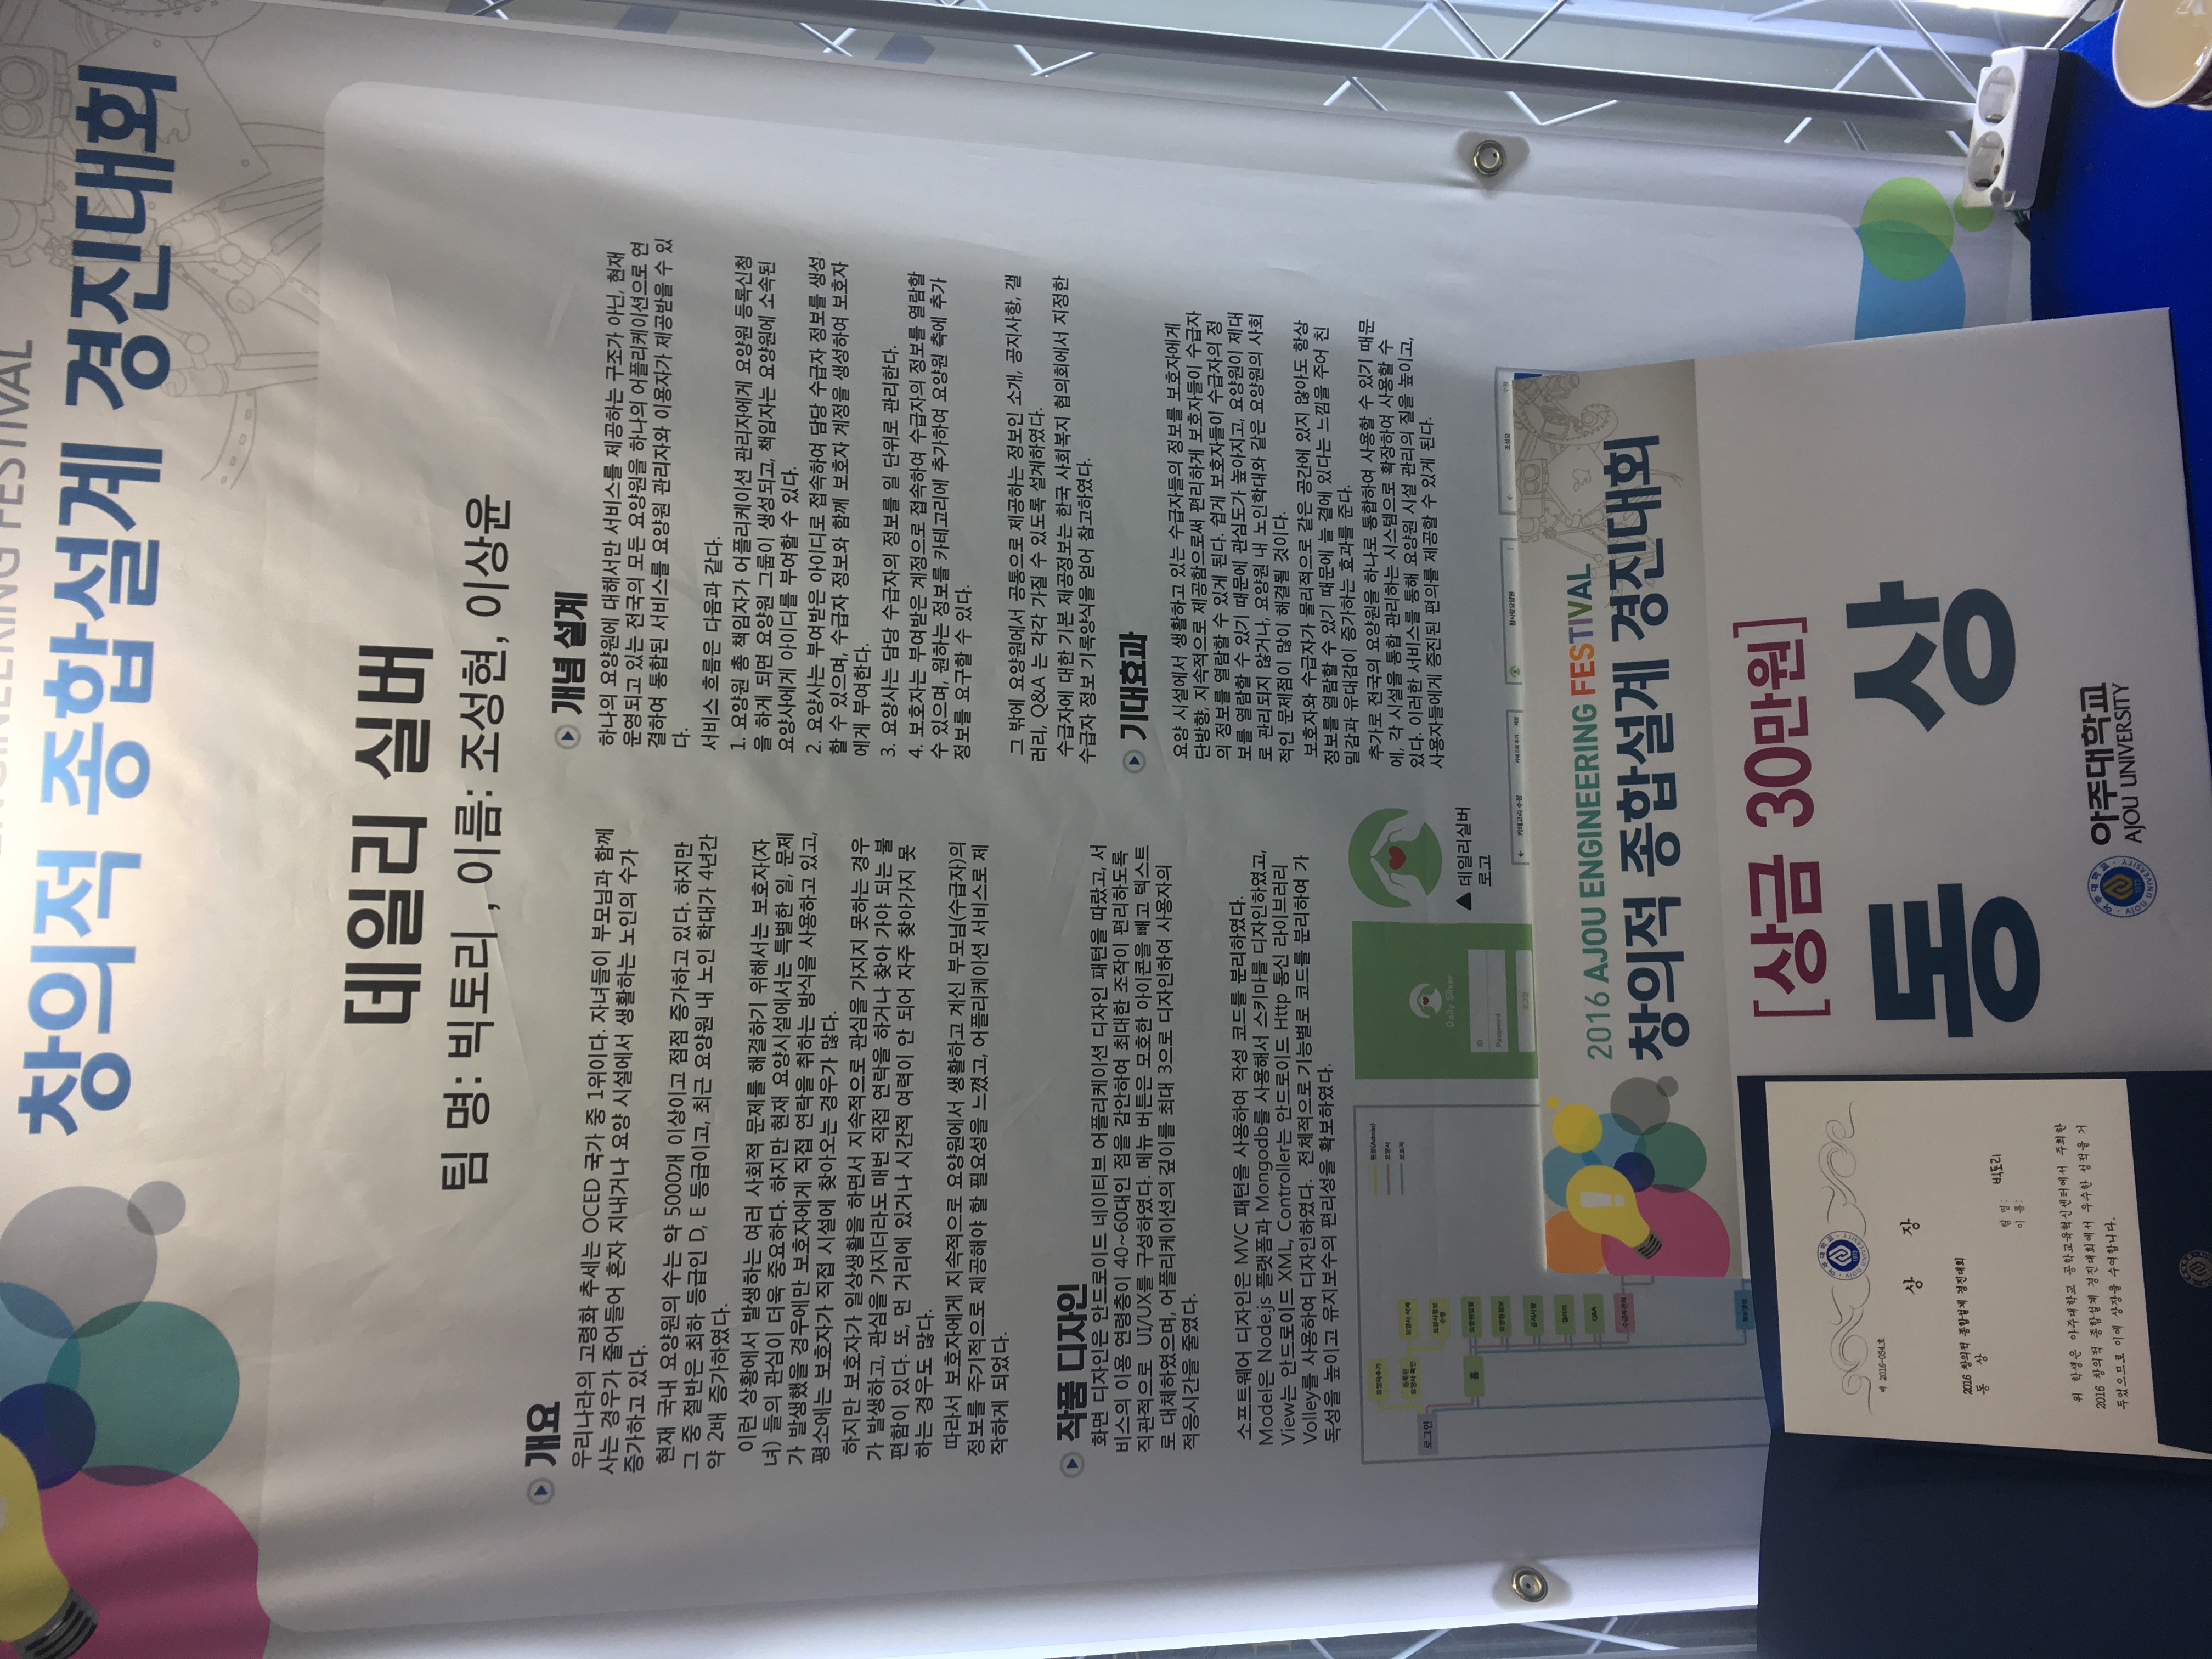 ENGINEERING FESTIVAL
창의적 종합설계 경진대회
데일리 실버
팀 명: 빅토리 , 이름: 조성현, 이상윤
개요
우리나라의 고령화 추세는 OCED 국가 중 1위이다. 자녀들이 부모님과 함께
사는 경우가 줄어들어 혼자 지내거나 요양 시설에서 생활하는 노인의 수가
증가하고 있다.
현재 국내 요양원의 수는 약 5000개 이상이고 점점 증가하고 있다. 하지만
그 중 절반은 최하 등급인 D, E 등급이고, 최근 요양원 내 노인 학대가 4년간
약 2배 증가하였다.
이런 상황에서 발생하는 여러 사회적 문제를 해결하기 위해서는 보호자(자
녀) 들의 관심이 더욱 중요하다. 하지만 현재 요양시설에서는 특별한 일, 문제
가 발생했을 경우에만 보호자에게 직접 연락을 취하는 방식을 사용하고 있고,
평소에는 보호자가 직접 시설에 찾아오는 경우가 많다.
하지만 보호자가 일상생활을 하면서 지속적으로 관심을 가지지 못하는 경우
가 발생하고, 관심을 가지더라도 매번 직접 연락을 하거나 찾아 가야 되는 불
편함이 있다. 또, 먼 거리에 있거나 시간적 여력이 안 되어 자주 찾아가지 못
하는 경우도 많다.
따라서 보호자에게 지속적으로 요양원에서 생활하고 계신 부모님(수급자)의
정보를 주기적으로 제공해야 할 필요성을 느꼈고, 어플리케이션 서비스로 제
작하게 되었다.
작품 디자인
화면 디자인은 안드로이드 네이티브 어플리케이션 디자인 패턴을 따랐고, 서
비스의 이용 연령층이 40~60대인 점을 감안하여 최대한 조작이 편리하도록
직관적으로 UI/UX를 구성하였다. 메뉴 버튼은 모호한 아이콘을 빼고 텍스트
로 대체하였으며, 어플리케이션의 깊이를 최대 3으로 디자인하여 사용자의
적응시간을 줄였다.
소프트웨어 디자인은 MVC 패턴을 사용하여 작성 코드를 분리하였다.
Model은 Node.js 플랫폼과 Mongodb를 사용해서 스키마를 디자인하였고,
View는 안드로이드 XML, Controller는 안드로이드 Http 통신 라이브러리
Volley를 사용하여 디자인하였다. 전체적으로 기능별로 코드를 분리하여 가
독성을 높이고 유지보수의 편리성을 확보하였다.
개념 설계
하나의 요양원에 대해서만 서비스를 제공하는 구조가 아닌, 현재
운영되고 있는 전국의 모든 요양원을 하나의 어플리케이션으로 연
결하여 통합된 서비스를 요양원 관리자와 이용자가 제공받을 수 있
다.
서비스 흐름은 다음과 같다.
1. 요양원 총 책임자가 어플리케이션 관리자에게 요양원 등록신청
을 하게 되면 요양원 그룹이 생성되고, 책임자는 요양원에 소속된
요양사에게 아이디를 부여할 수 있다.
2. 요양사는 부여받은 아이디로 접속하여 담당 수급자 정보를 생성
할 수 있으며, 수급자 정보와 함께 보호자 계정을 생성하여 보호자
에게 부여한다.
3. 요양사는 담당 수급자의 정보를 일 단위로 관리한다.
4. 보호자는 부여받은 계정으로 접속하여 수급자의 정보를 열람할
수 있으며, 원하는 정보를 카테고리에 추가하여 요양원 측에 추가
정보를 요구할 수 있다.
그 밖에 요양원에서 공통으로 제공하는 정보인 소개, 공지사항, 갤
러리, Q&A 는 각각 가질 수 있도록 설계하였다.
수급자에 대한 기본 제공정보는 한국 사회복지 협의회에서 지정한
수급자 정보 기록양식을 얻어 참고하였다.
기대효과
요양 시설에서 생활하고 있는 수급자들의 정보를 보호자에게
단방향, 지속적으로 제공함으로써 편리하게 보호자들이 수급자
의 정보를 열람할 수 있게 된다. 쉽게 보호자들이 수급자의 정
보를 열람할 수 있기 때문에 관심도가 높아지고, 요양원이 제대
로 관리되지 않거나, 요양원 내 노인학대와 같은 요양원의 사회
적인 문제점이 많이 해결될 것이다.
보호자와 수급자가 물리적으로 같은 공간에 있지 않아도 항상
정보를 열람할 수 있기 때문에 늘 곁에 있다는 느낌을 주어 친
밀감과 유대감이 증가하는 효과를 준다.
추가로 전국의 요양원을 하나로 통합하여 사용할 수 있기 때문
에, 각 시설을 통합 관리하는 시스템으로 확장하여 사용할 수
있다. 이러한 서비스를 통해 요양원 시설 관리의 질을 높이고,
사용자들에게 증진된 편의를 제공할 수 있게 된다.
요양사추가
원장(Admin)
요양사
보호자
등록된
요양사 확인
요양사 삭제
로그인
요양사정보
수정
홈
요양원일정
요양원정보
공지사항
갤러리
Q&A
수급자관리
정보열람
Daily Silver
ID
Password
로그인
▲ 데일리실버
로고
← 카테고리 수정 카테고리 추가 저장
참사랑요양원
← 조성모 수정
2016 AJOU ENGINEERING FESTIVAL
창의적 종합설계 경진대회
[상금 30만원]
동 상
아주대학교
AJOU UNIVERSITY
아주대학교
AJOU UNIVERSITY
1973
제 2016-054호
상 장
2016 창의적 종합설계 경진대회
동 상
팀 명: 빅토리
이 름:
위 학생은 아주대학교 공학교육혁신센터에서 주최한
2016 창의적 종합설계 경진대회에서 우수한 성적을 거
두었으므로 이에 상장을 수여합니다.